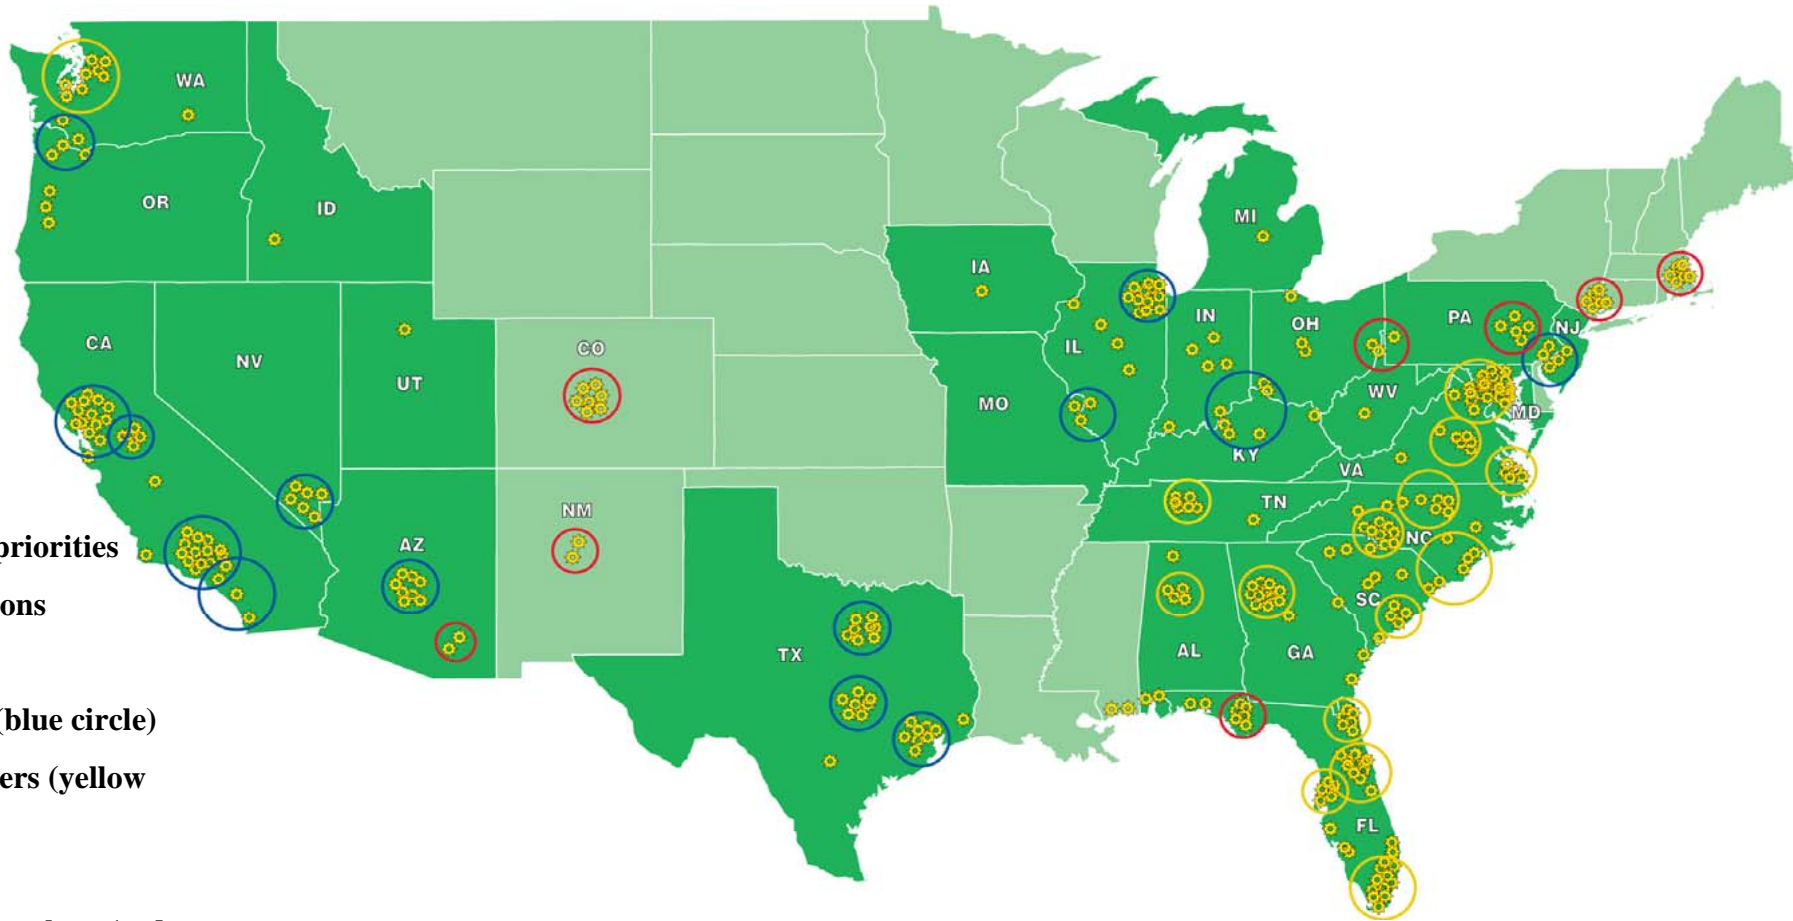 WA
OR
ID
MI
IA
CA
NV
UT
CO
IL
IN
OH
PA
NJ
MO
WV
MD
KY
VA
AZ
NM
TN
NC
SC
TX
AL
GA
FL
priorities
ons
(blue circle)
ers (yellow